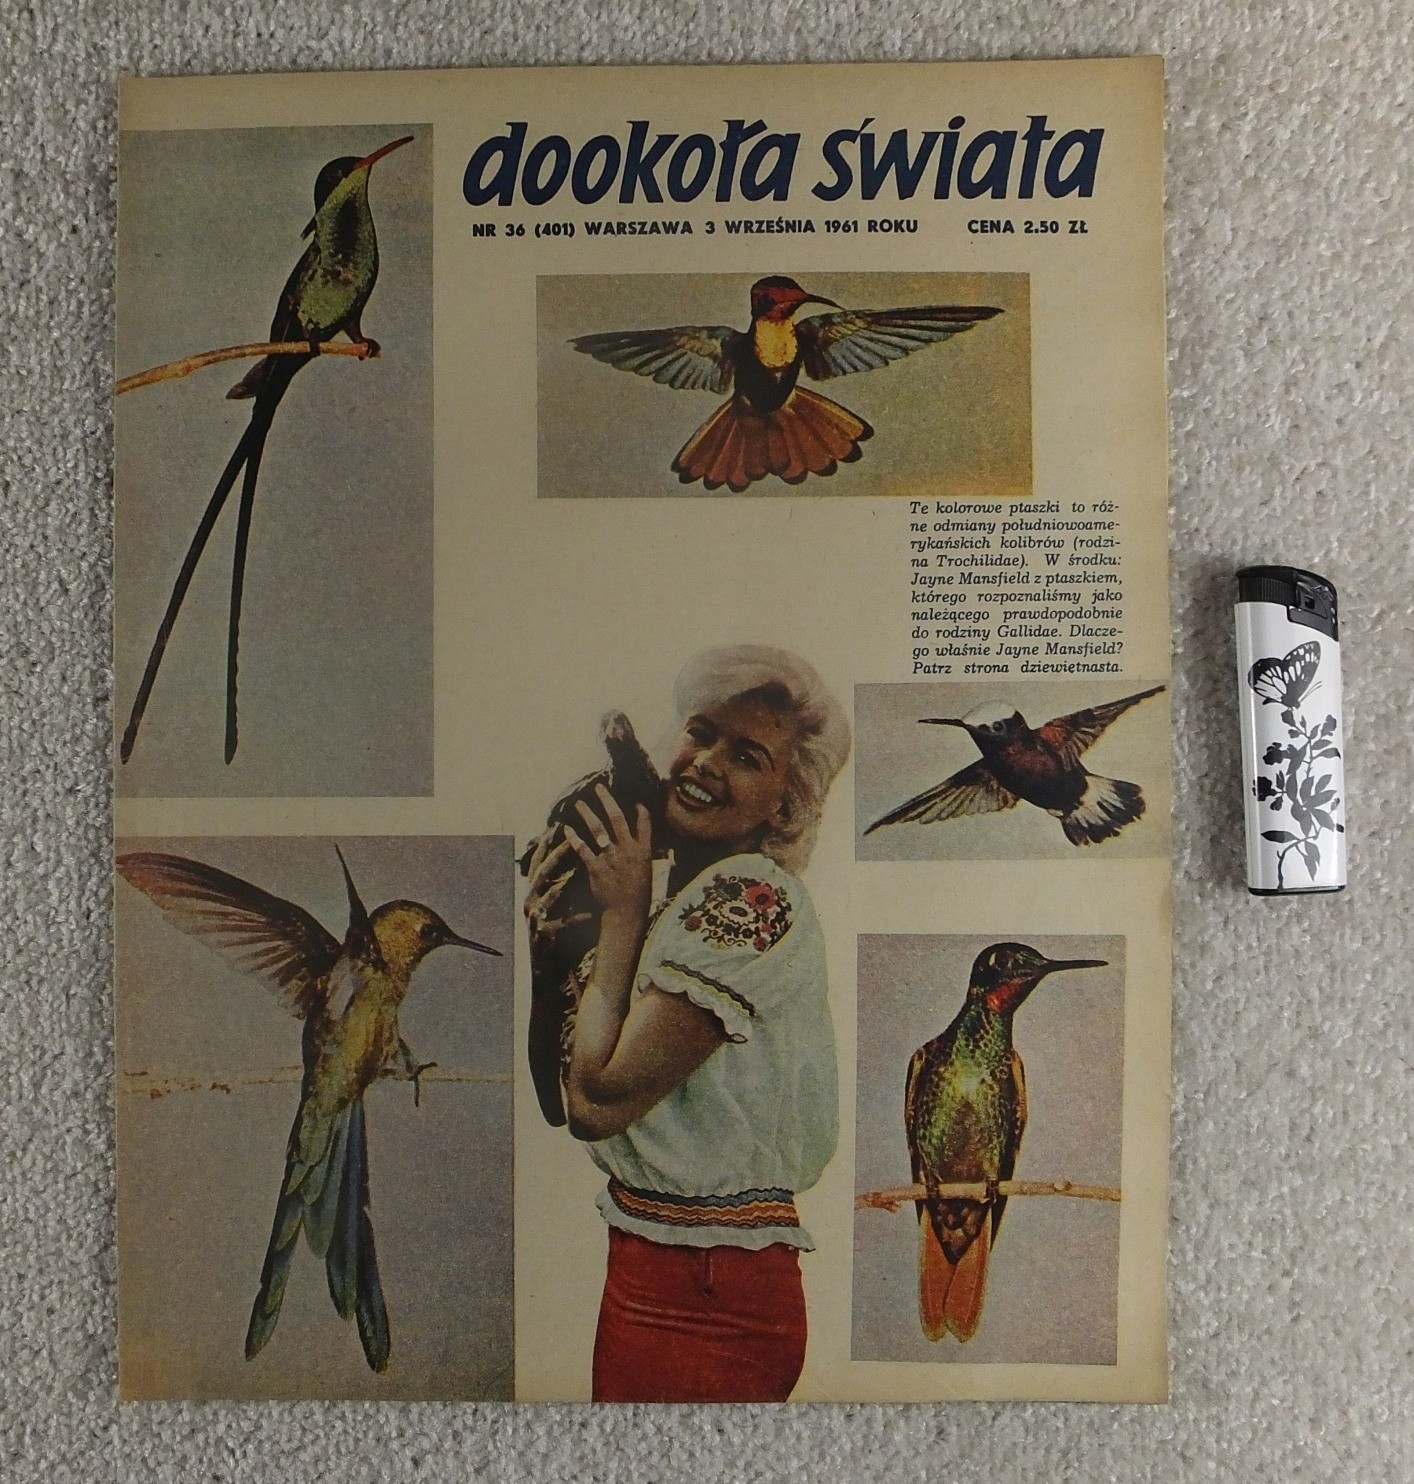 dookoła świata
NR 36 (401) WARSZAWA 3 WRZEŚNIA 1961 ROKU CENA 2.50 ZŁ
Te kolorowe ptaszki to róż-
ne odmiany południowoame-
rykańskich kolibrów (rodzi-
na Trochilidae). W środku:
Jayne Mansfield z ptaszkiem,
którego rozpoznaliśmy jako
należącego prawdopodobnie
do rodziny Gallidae. Dlacze-
go właśnie Jayne Mansfield?
Patrz strona dziewiętnasta.